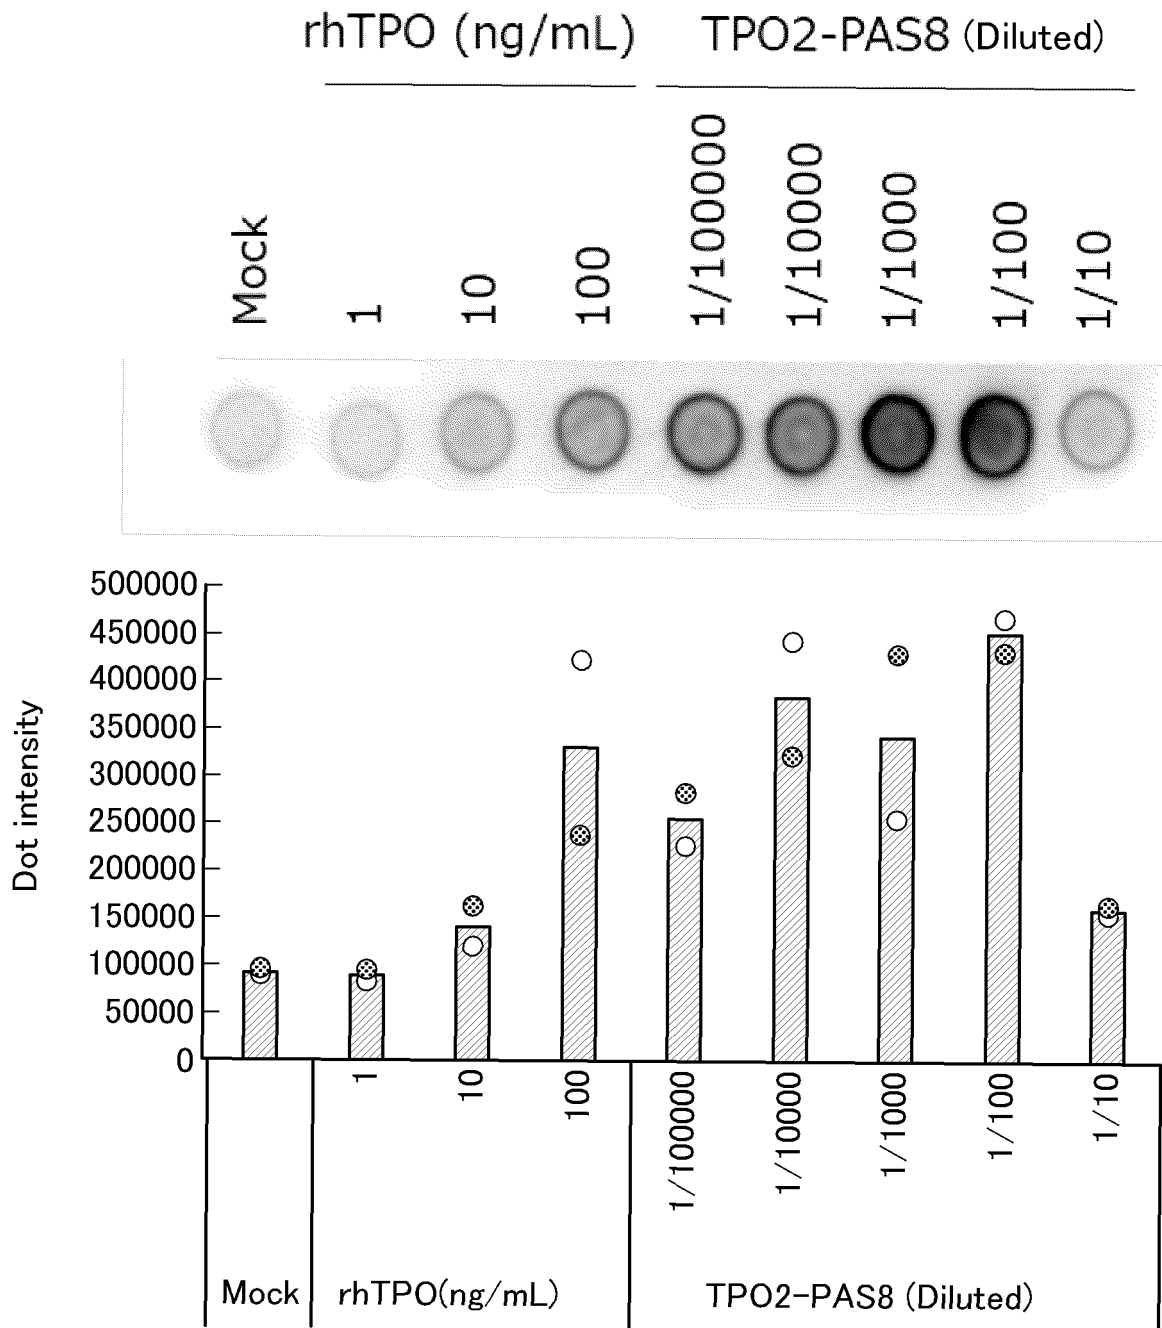 rhTPO (ng/mL) TPO2-PAS8 (Diluted)
Mock 1 10 100 1/100000 1/10000 1/1000 1/100 1/10
Dot intensity
500000
450000
400000
350000
300000
250000
200000
150000
100000
50000
0
1 10 100 1/100000 1/10000 1/1000 1/100 1/10
Mock rhTPO(ng/mL) TPO2-PAS8 (Diluted)